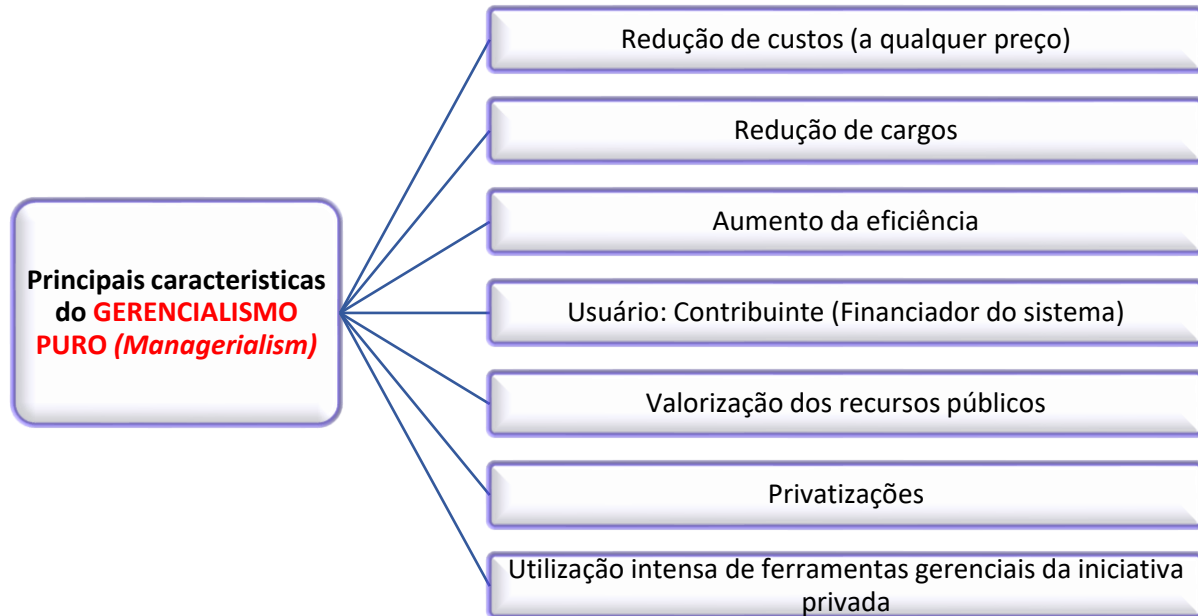 Redução de custos (a qualquer preço)
Redução de cargos
Aumento da eficiência
Principais caracteristicas
do GERENCIALISMO
PURO (Managerialism)
Usuário: Contribuinte (Financiador do sistema)
Valorização dos recursos públicos
Privatizações
Utilização intensa de ferramentas gerenciais da iniciativa
privada